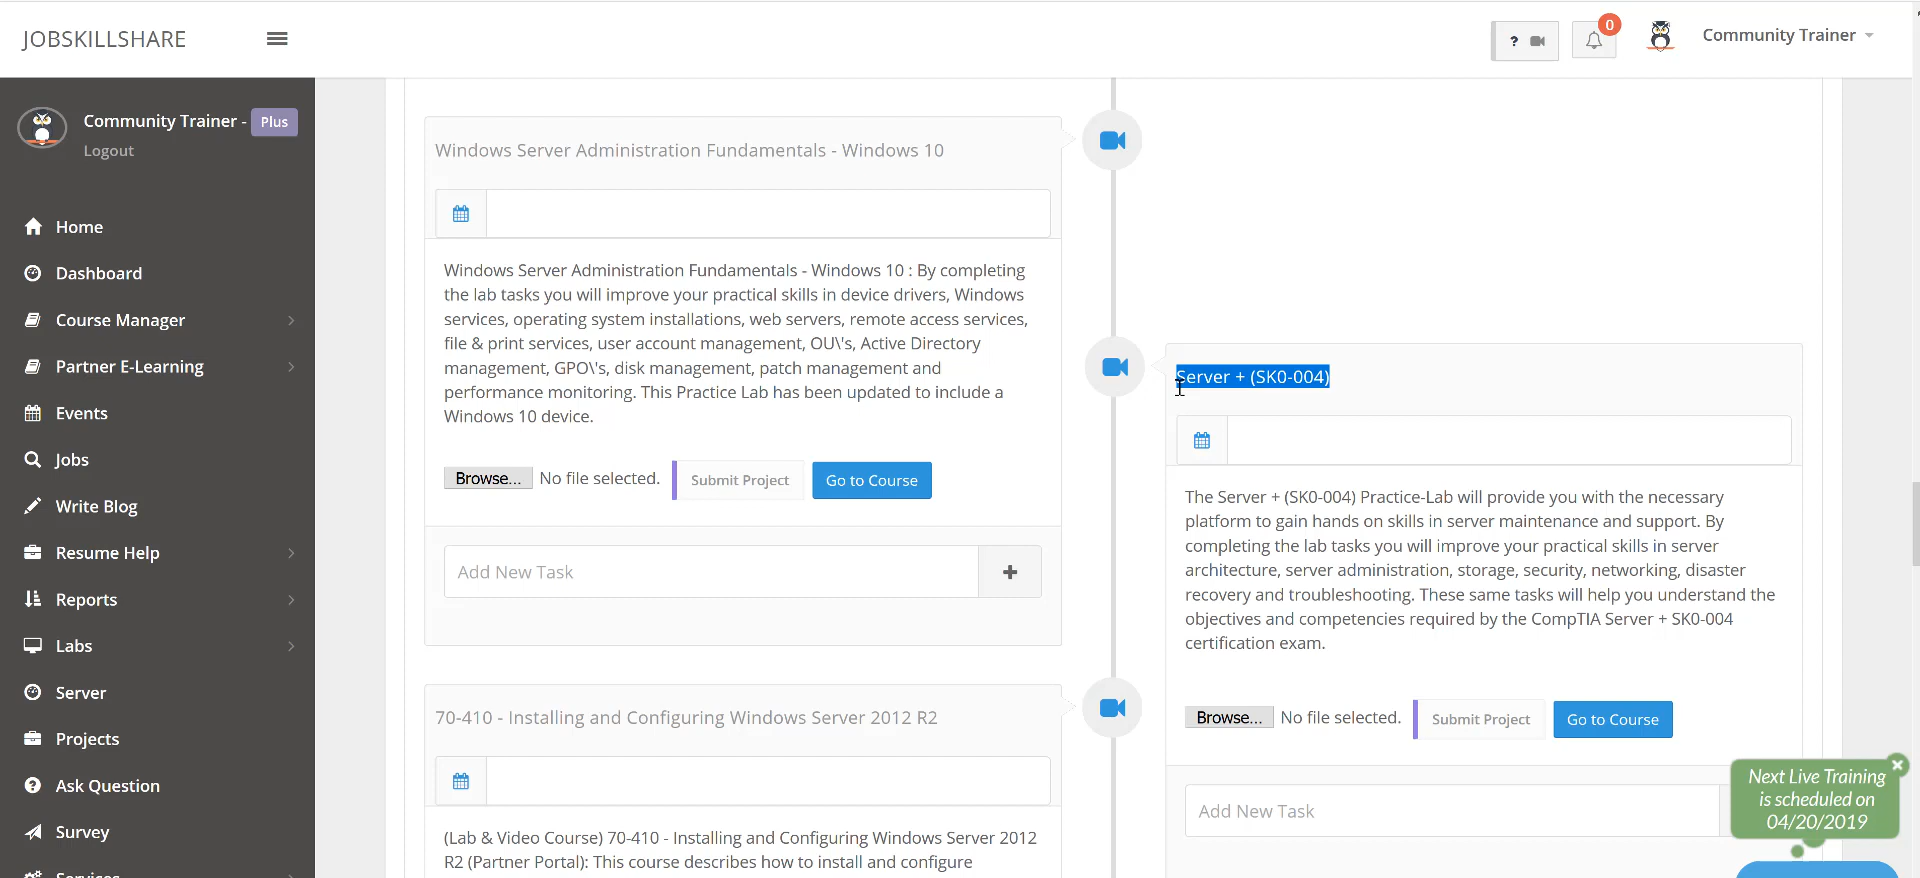 JOBSKILLSHARE
?
0
Community Trainer
Community Trainer - Plus
Logout
Home
Dashboard
Course Manager
Partner E-Learning
Events
Jobs
Write Blog
Resume Help
Reports
Labs
Server
Projects
Ask Question
Survey
Services
Windows Server Administration Fundamentals - Windows 10
Windows Server Administration Fundamentals - Windows 10 : By completing
the lab tasks you will improve your practical skills in device drivers, Windows
services, operating system installations, web servers, remote access services,
file & print services, user account management, OU\'s, Active Directory
management, GPO\'s, disk management, patch management and
performance monitoring. This Practice Lab has been updated to include a
Windows 10 device.
Browse... No file selected. Submit Project Go to Course
Add New Task +
Server + (SK0-004)
The Server + (SK0-004) Practice-Lab will provide you with the necessary
platform to gain hands on skills in server maintenance and support. By
completing the lab tasks you will improve your practical skills in server
architecture, server administration, storage, security, networking, disaster
recovery and troubleshooting. These same tasks will help you understand the
objectives and competencies required by the CompTIA Server + SK0-004
certification exam.
Browse... No file selected. Submit Project Go to Course
Add New Task
70-410 - Installing and Configuring Windows Server 2012 R2
(Lab & Video Course) 70-410 - Installing and Configuring Windows Server 2012
R2 (Partner Portal): This course describes how to install and configure
Next Live Training
is scheduled on
04/20/2019